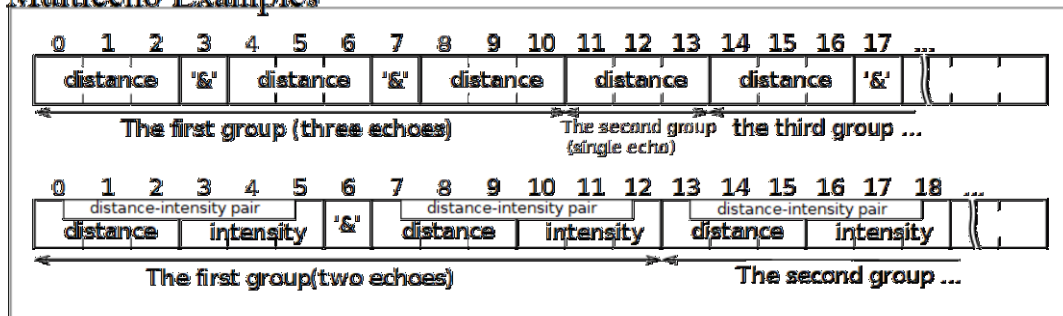 Multiecho Examples
0 1 2 3 4 5 6 7 8 9 10 11 12 13 14 15 16 17 ...
distance '&' distance '&' distance distance distance '&'
The first group (three echoes) The second group the third group ...
(single echo)
0 1 2 3 4 5 6 7 8 9 10 11 12 13 14 15 16 17 18 ...
distance-intensity pair distance-intensity pair distance-intensity pair
distance intensity '&' distance intensity distance intensity
The first group(two echoes) The second group ...